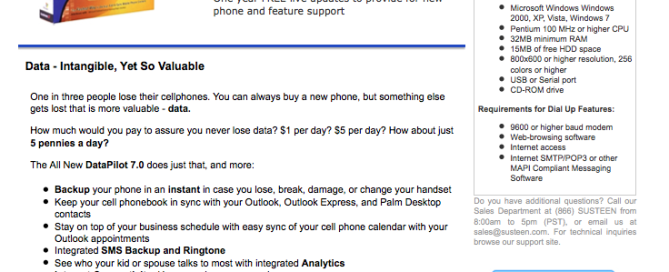 One year FREE live updates to provide for new
phone and feature support
Data - Intangible, Yet So Valuable
One in three people lose their cellphones. You can always buy a new phone, but something else
gets lost that is more valuable - data.
How much would you pay to assure you never lose data? $1 per day? $5 per day? How about just
5 pennies a day?
The All New DataPilot 7.0 does just that, and more:
Backup your phone in an instant in case you lose, break, damage, or change your handset
Keep your cell phonebook in sync with your Outlook, Outlook Express, and Palm Desktop
contacts
Stay on top of your business schedule with easy sync of your cell phone calendar with your
Outlook appointments
Integrated SMS Backup and Ringtone
See who your kid or spouse talks to most with integrated Analytics
Microsoft Windows Windows
2000, XP, Vista, Windows 7
Pentium 100 MHz or higher CPU
32MB minimum RAM
15MB of free HDD space
800x600 or higher resolution, 256
colors or higher
USB or Serial port
CD-ROM drive
Requirements for Dial Up Features:
9600 or higher baud modem
Web-browsing software
Internet access
Internet SMTP/POP3 or other
MAPI Compliant Messaging
Software
Do you have additional questions? Call our
Sales Department at (866) SUSTEEN from
6:00am to 5pm (PST), or email us at
sales@susteen.com. For technical inquiries
browse our support site.